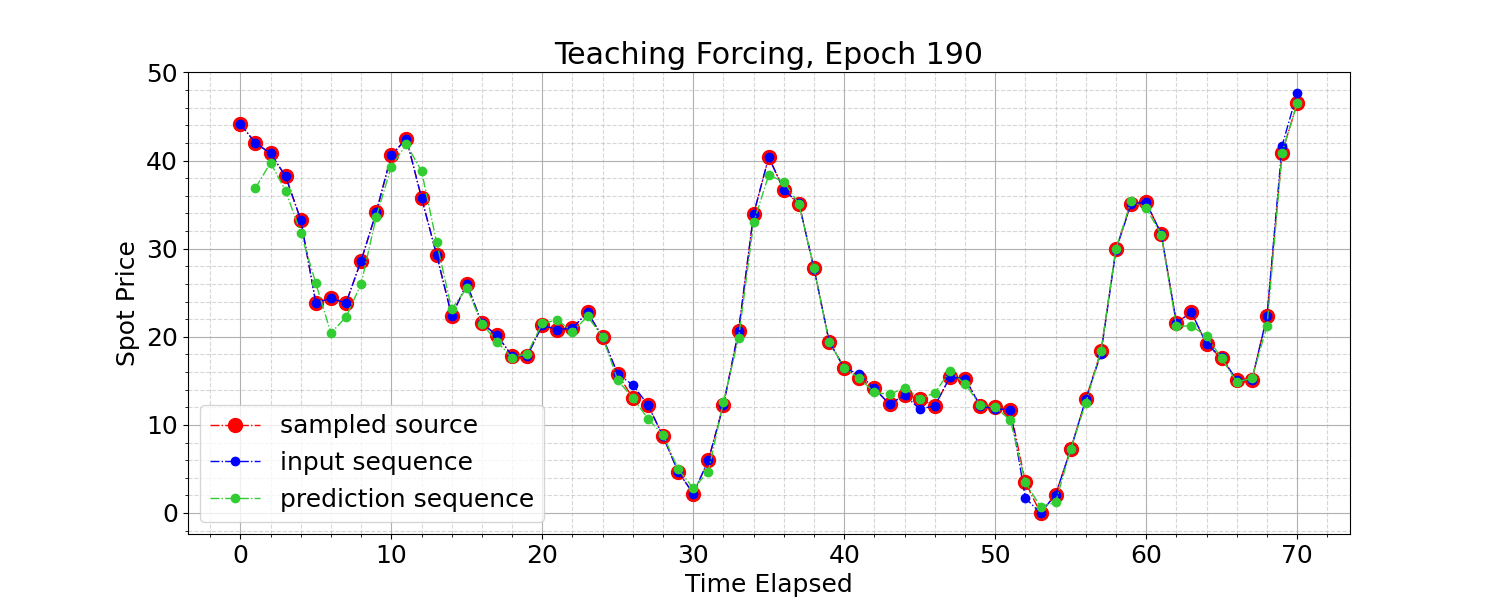 Teaching Forcing, Epoch 190
50
40
30
20
10
0
Spot Price
sampled source
input sequence
prediction sequence
0 10 20 30 40 50 60 70
Time Elapsed